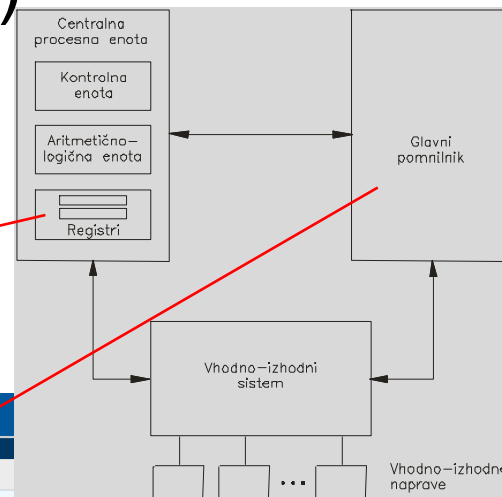 )
Centralna
procesna enota
Kontrolna
enota
Aritmetično–
logična enota
Registri
Glavni
pomnilnik
Vhodno–izhodni
sistem
...
Vhodno–izhodne
naprave